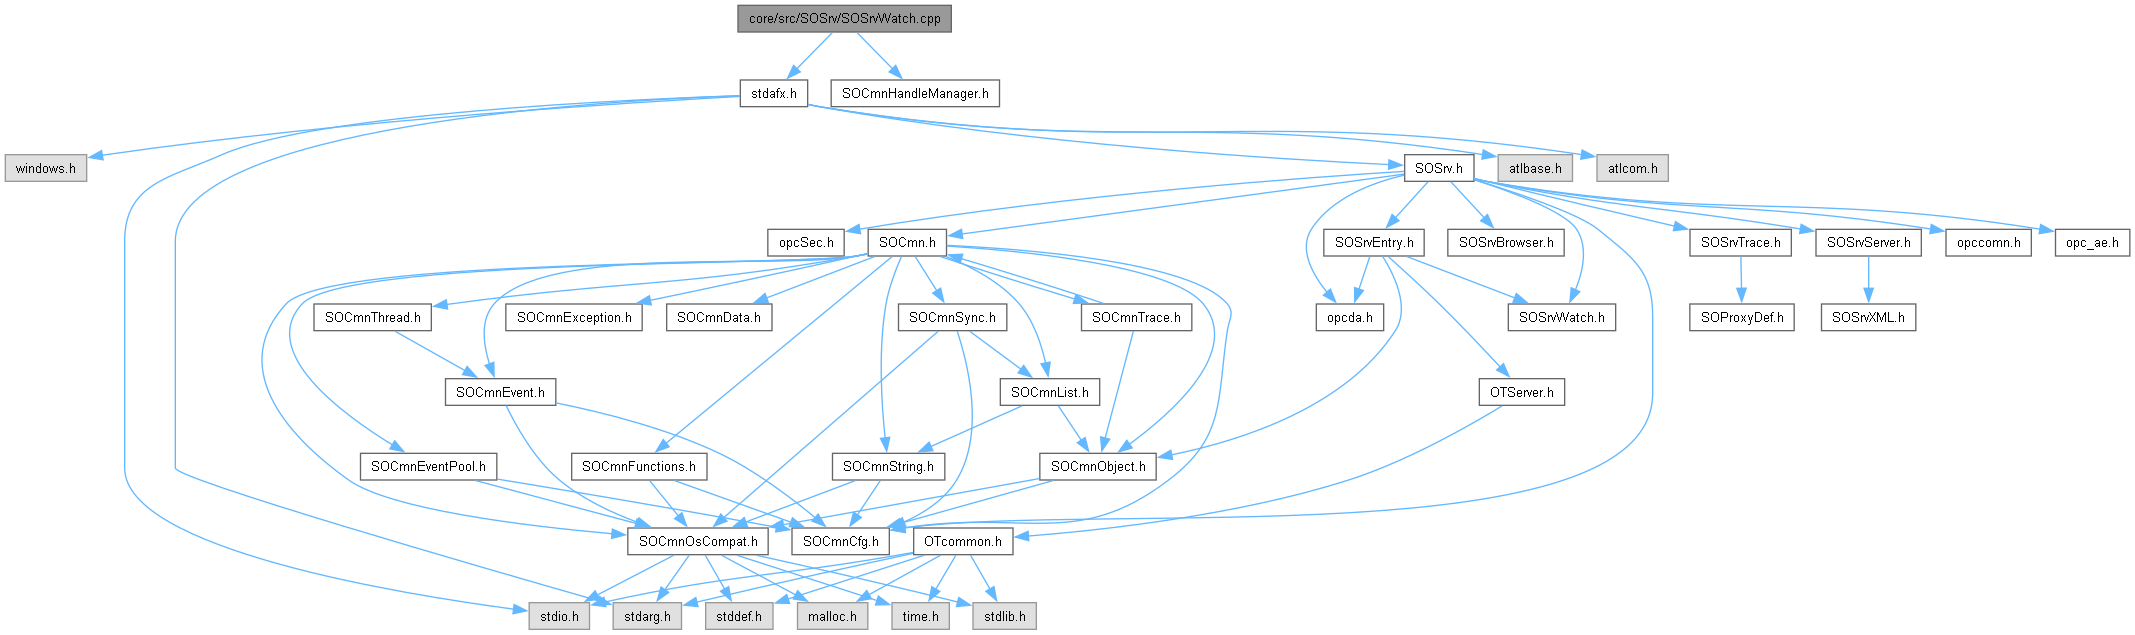 core/src/SOSrv/SOSrvWatch.cpp
stdafx.h
SOCmnHandleManager.h
windows.h
SOSrv.h
atlbase.h
atlcom.h
opcSec.h
SOCmn.h
SOSrvEntry.h
SOSrvBrowser.h
SOSrvTrace.h
SOSrvServer.h
opccomn.h
opc_ae.h
SOCmnThread.h
SOCmnException.h
SOCmnData.h
SOCmnSync.h
SOCmnTrace.h
opcda.h
SOSrvWatch.h
SOProxyDef.h
SOSrvXML.h
SOCmnEvent.h
SOCmnList.h
OTServer.h
SOCmnEventPool.h
SOCmnFunctions.h
SOCmnString.h
SOCmnObject.h
SOCmnOsCompat.h
SOCmnCfg.h
OTcommon.h
stdio.h
stdarg.h
stddef.h
malloc.h
time.h
stdlib.h